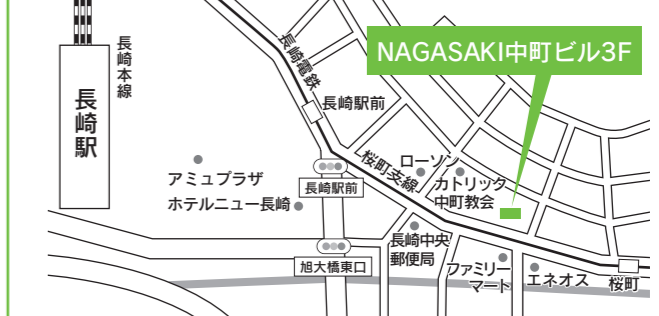 長崎本線
長崎駅
長崎電鉄
NAGASAKI中町ビル3F
長崎駅前
桜町支線
ローソン
カトリック
中町教会
アミュプラザ
ホテルニュー長崎
長崎駅前
長崎中央
郵便局
旭大橋東口
ファミリー
マート
エネオス
桜町